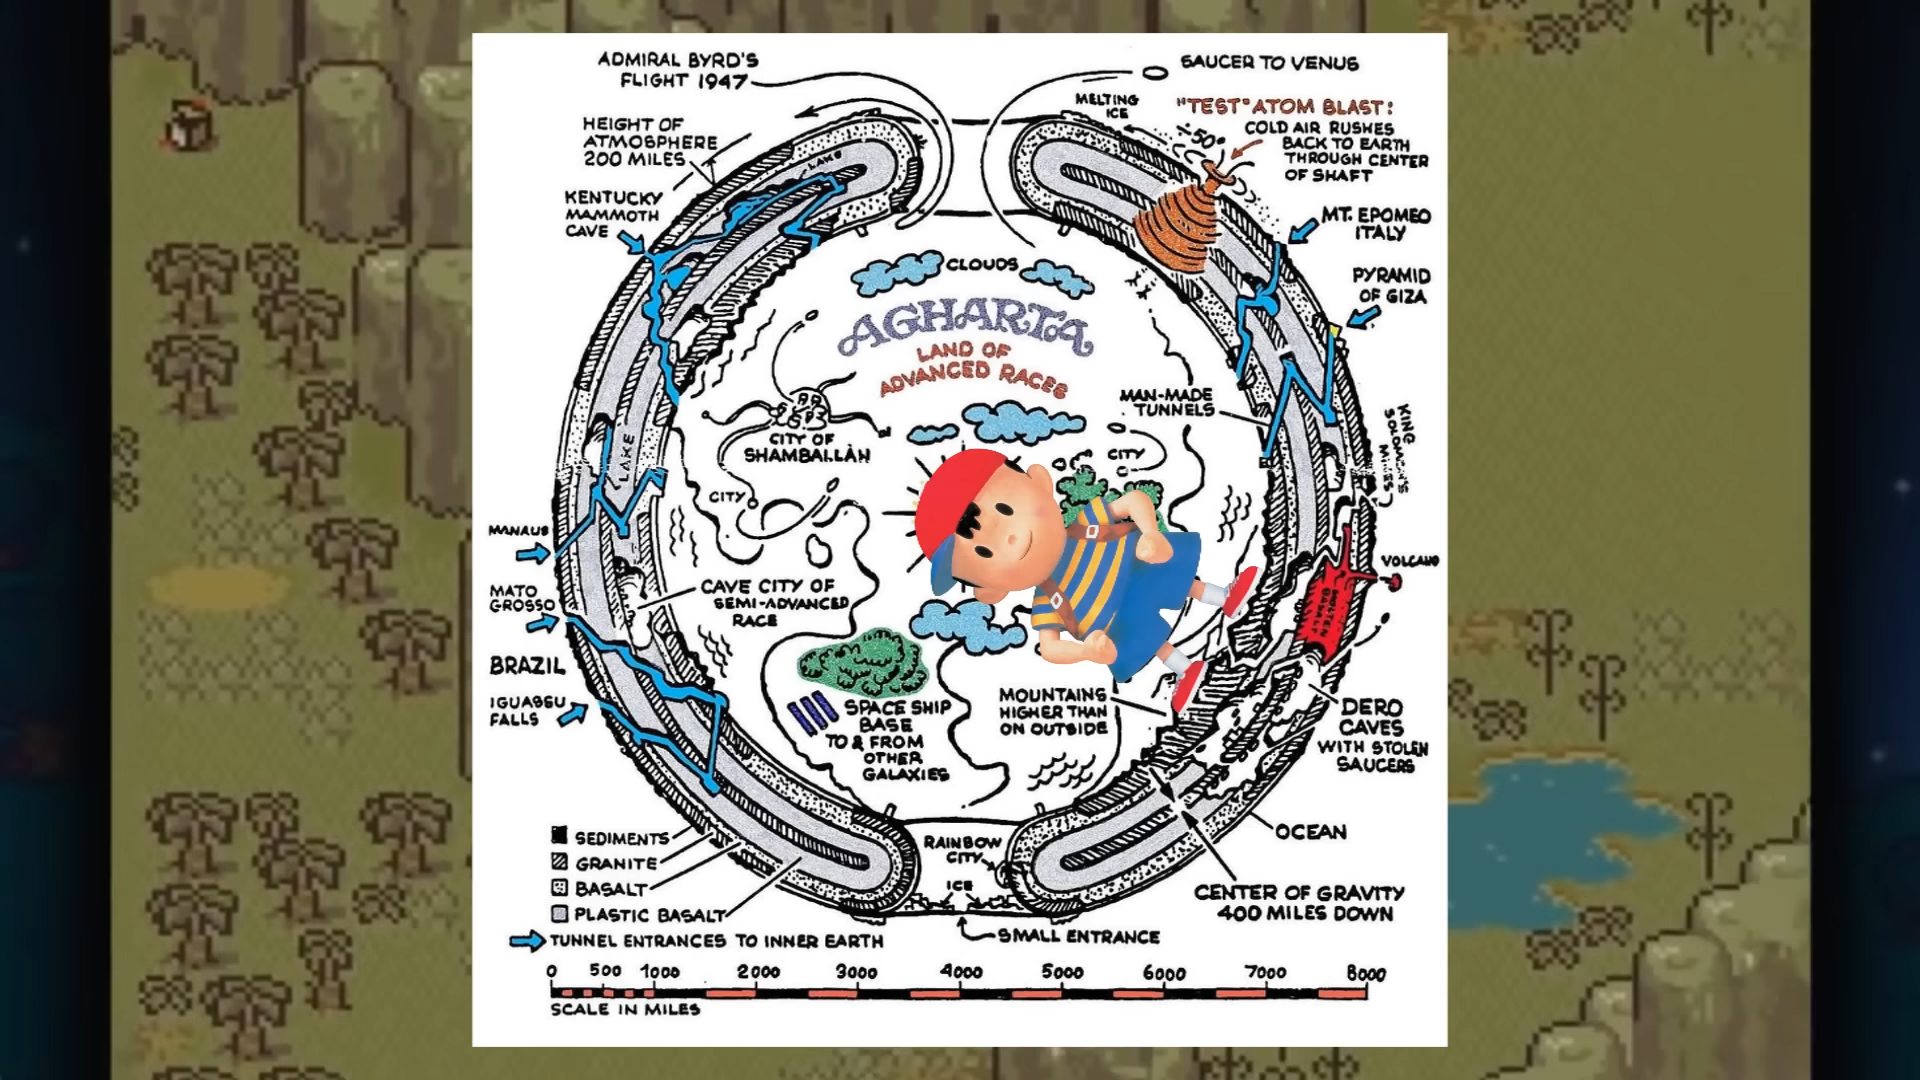 ADMIRAL BYRD'S
FLIGHT 1947
SAUCER TO VENUS
MELTING
ICE
"TEST" ATOM BLAST:
÷50°
COLD AIR RUSHES
BACK TO EARTH
THROUGH CENTER
OF SHAFT
HEIGHT OF
ATMOSPHERE
200 MILES
LAKE
KENTUCKY
MAMMOTH
CAVE
MT. EPOMEO
ITALY
PYRAMID
OF GIZA
CLOUDS
AGHARTA
LAND OF
ADVANCED RACES
MAN-MADE
TUNNELS
KING
SOLOMON'S
MINES
CITY OF
SHAMBALLAH
CITY
CITY
LAKE
MANAUS
MATO
GROSSO
CAVE CITY OF
SEMI-ADVANCED
RACE
VOLCANO
MOLTEN
BASALT
BRAZIL
IGUASSU
FALLS
SPACE SHIP
BASE
TO & FROM
OTHER
GALAXIES
MOUNTAINS
HIGHER THAN
ON OUTSIDE
DERO
CAVES
WITH STOLEN
SAUCERS
OCEAN
SEDIMENTS
GRANITE
BASALT
PLASTIC BASALT
RAINBOW
CITY
ICE
CENTER OF GRAVITY
400 MILES DOWN
TUNNEL ENTRANCES TO INNER EARTH
SMALL ENTRANCE
0 500 1000 2000 3000 4000 5000 6000 7000 8000
SCALE IN MILES